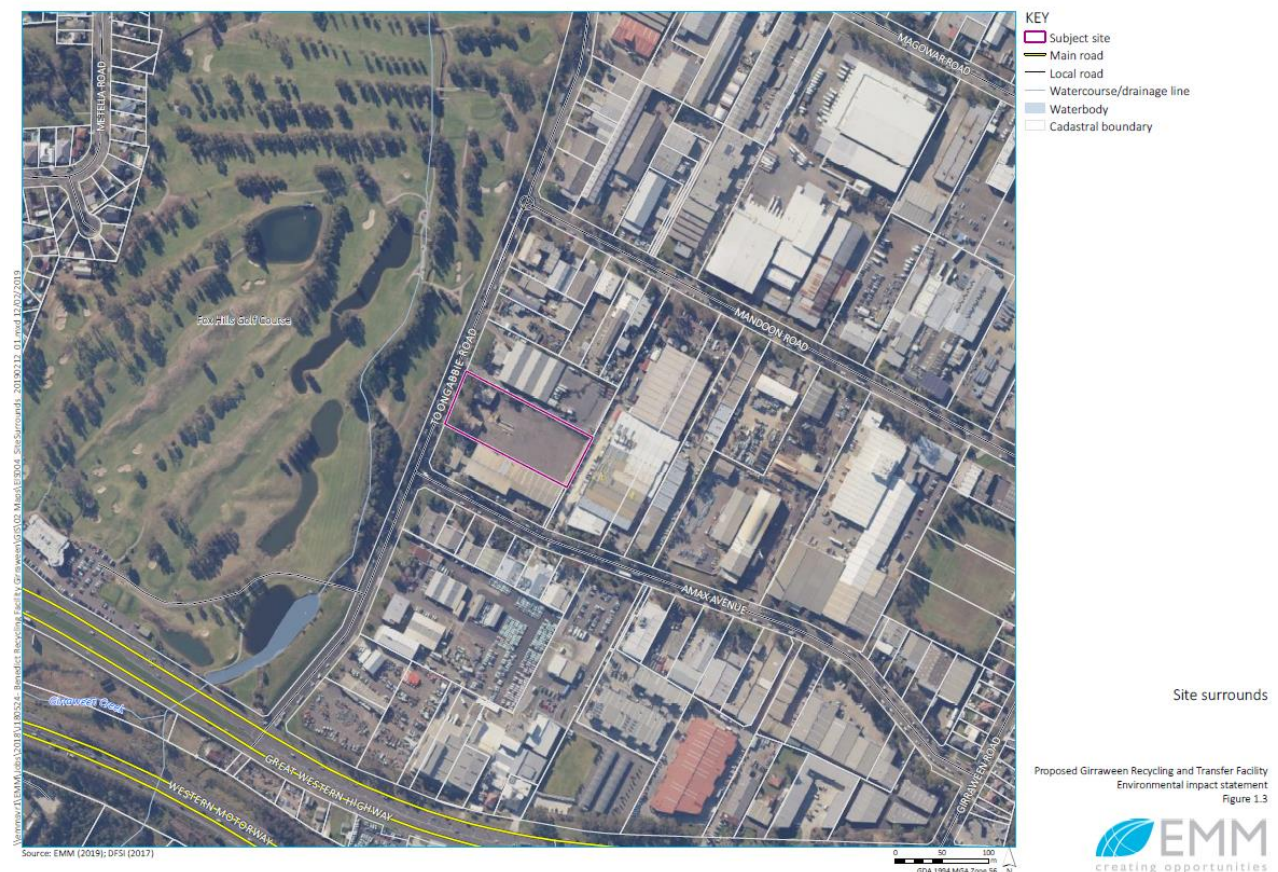 KEY
Subject site
Main road
Local road
Watercourse/drainage line
Waterbody
Cadastral boundary
METELLA ROAD
MAGOWAR ROAD
Fox Hills Golf Course
TOONGABBIE ROAD
MANDOON ROAD
AMAX AVENUE
Girraween Creek
GREAT WESTERN HIGHWAY
WESTERN MOTORWAY
GIRRAWEEN ROAD
Site surrounds
Proposed Girraween Recycling and Transfer Facility
Environmental impact statement
Figure 1.3
EMM
creating opportunities
Source: EMM (2019); DFSI (2017)
0 50 100
m
GDA 1994 MGA Zone 56
N